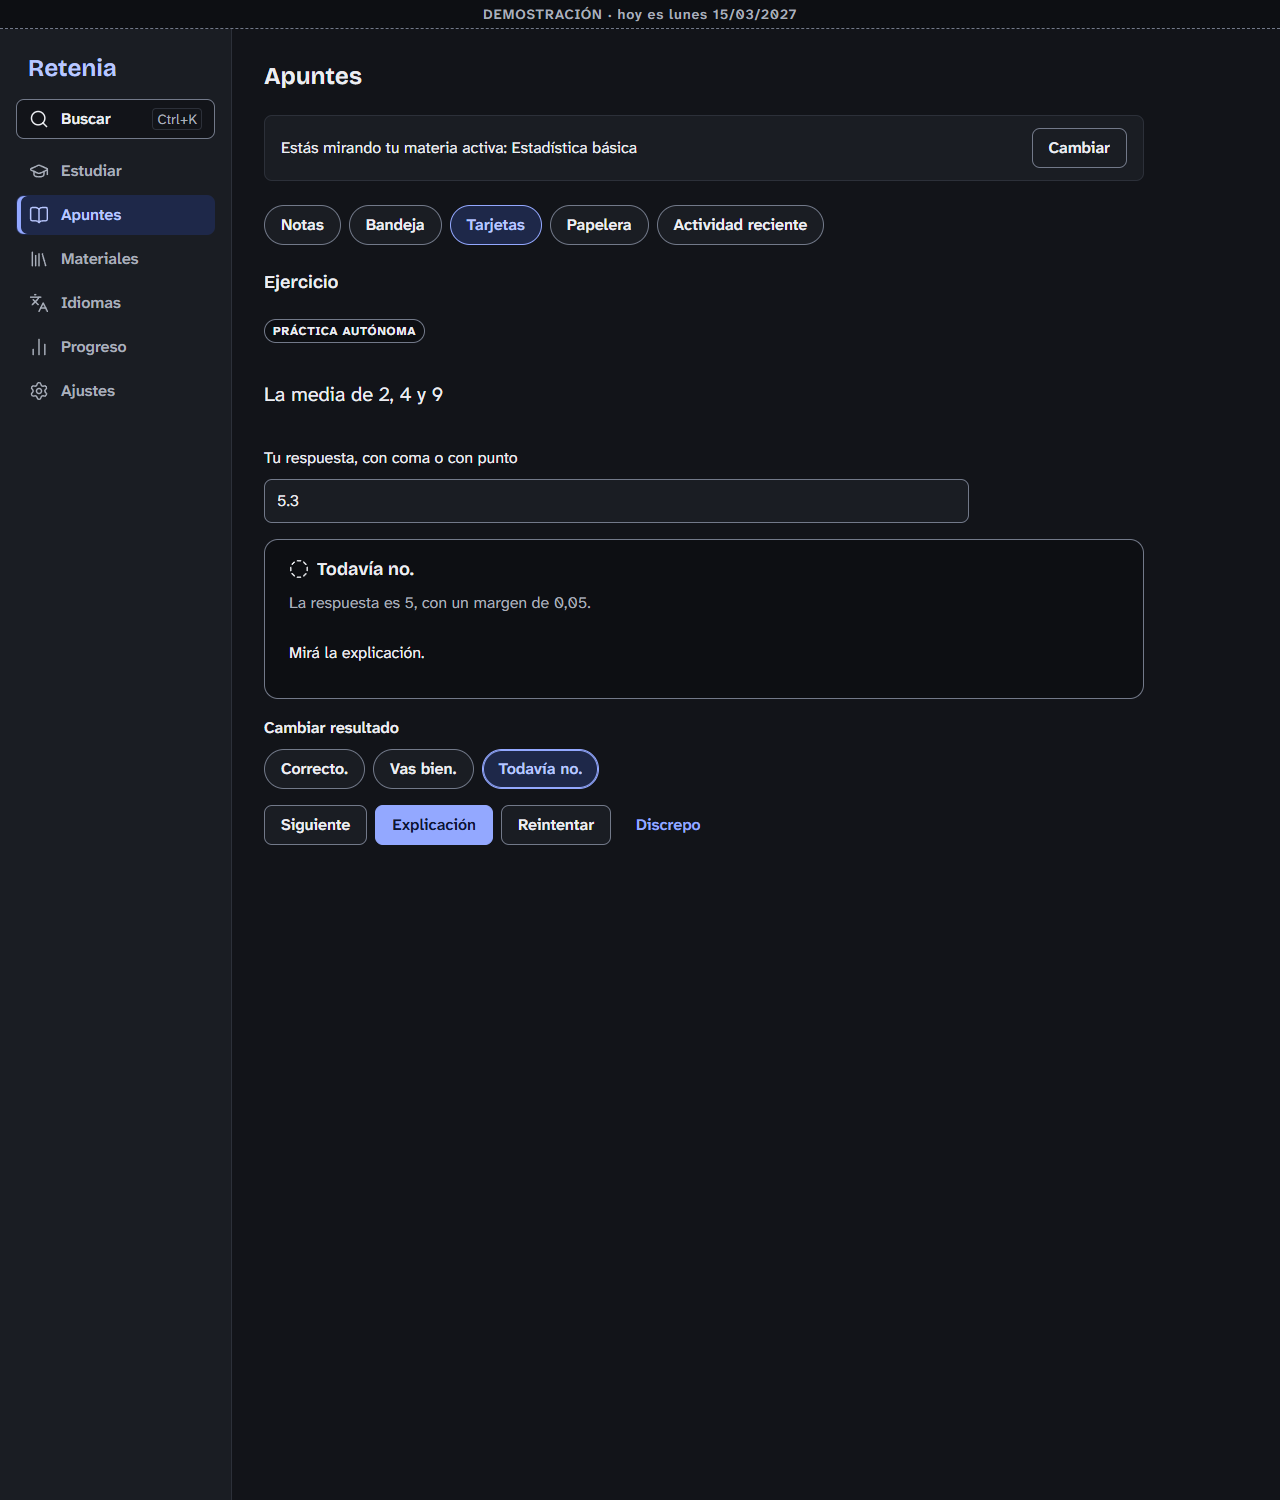 DEMOSTRACIÓN · hoy es lunes 15/03/2027
Retenia
Buscar Ctrl+K
Estudiar
Apuntes
Materiales
Idiomas
Progreso
Ajustes
Apuntes
Estás mirando tu materia activa: Estadística básica
Cambiar
Notas Bandeja Tarjetas Papelera Actividad reciente
Ejercicio
PRÁCTICA AUTÓNOMA
La media de 2, 4 y 9
Tu respuesta, con coma o con punto
5.3
Todavía no.
La respuesta es 5, con un margen de 0,05.
Mirá la explicación.
Cambiar resultado
Correcto. Vas bien. Todavía no.
Siguiente Explicación Reintentar Discrepo